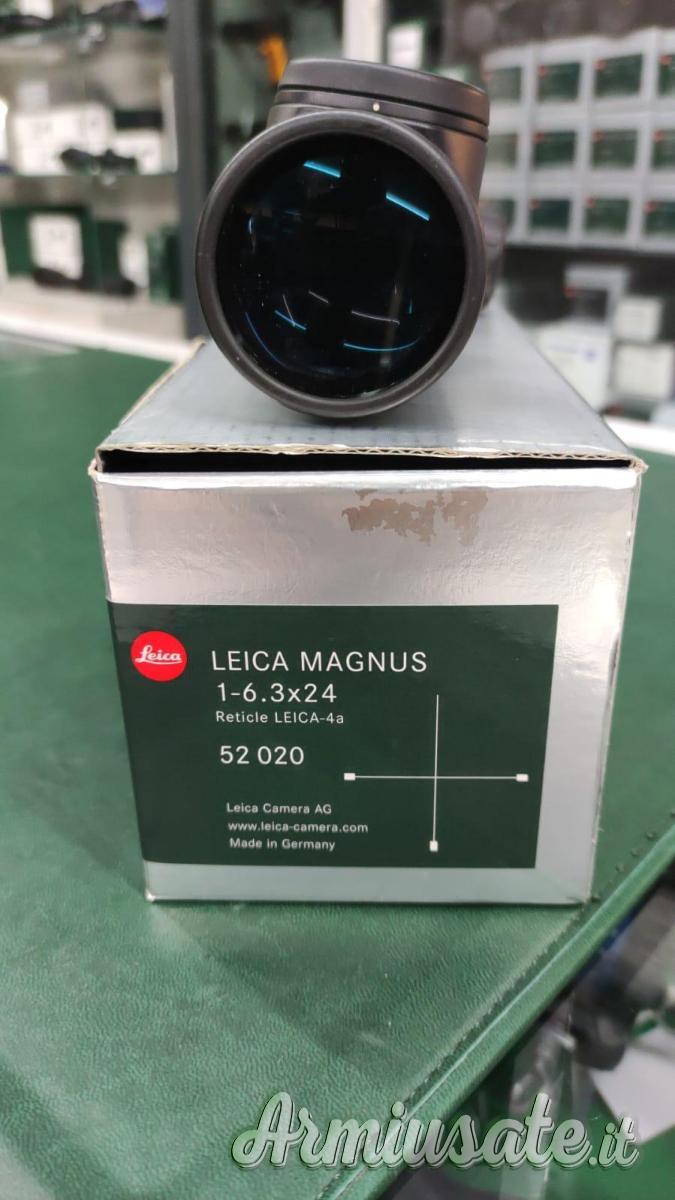 Leica
LEICA MAGNUS
1-6.3x24
Reticle LEICA-4a
52 020
Leica Camera AG
www.leica-camera.com
Made in Germany
Armiusate.it